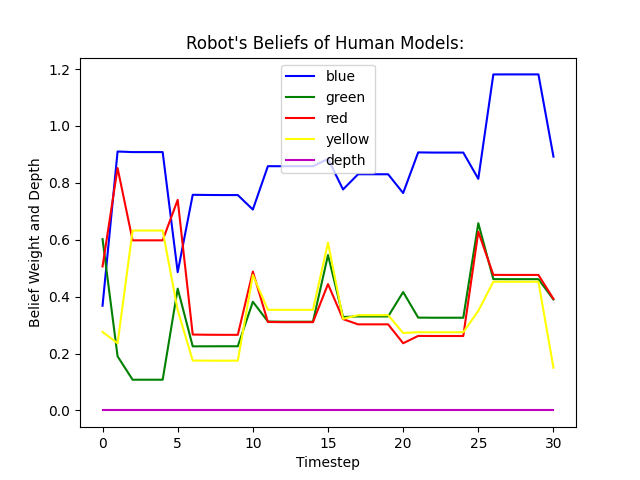 Robot's Beliefs of Human Models:
blue
green
red
yellow
depth
Belief Weight and Depth
1.2
1.0
0.8
0.6
0.4
0.2
0.0
0 5 10 15 20 25 30
Timestep